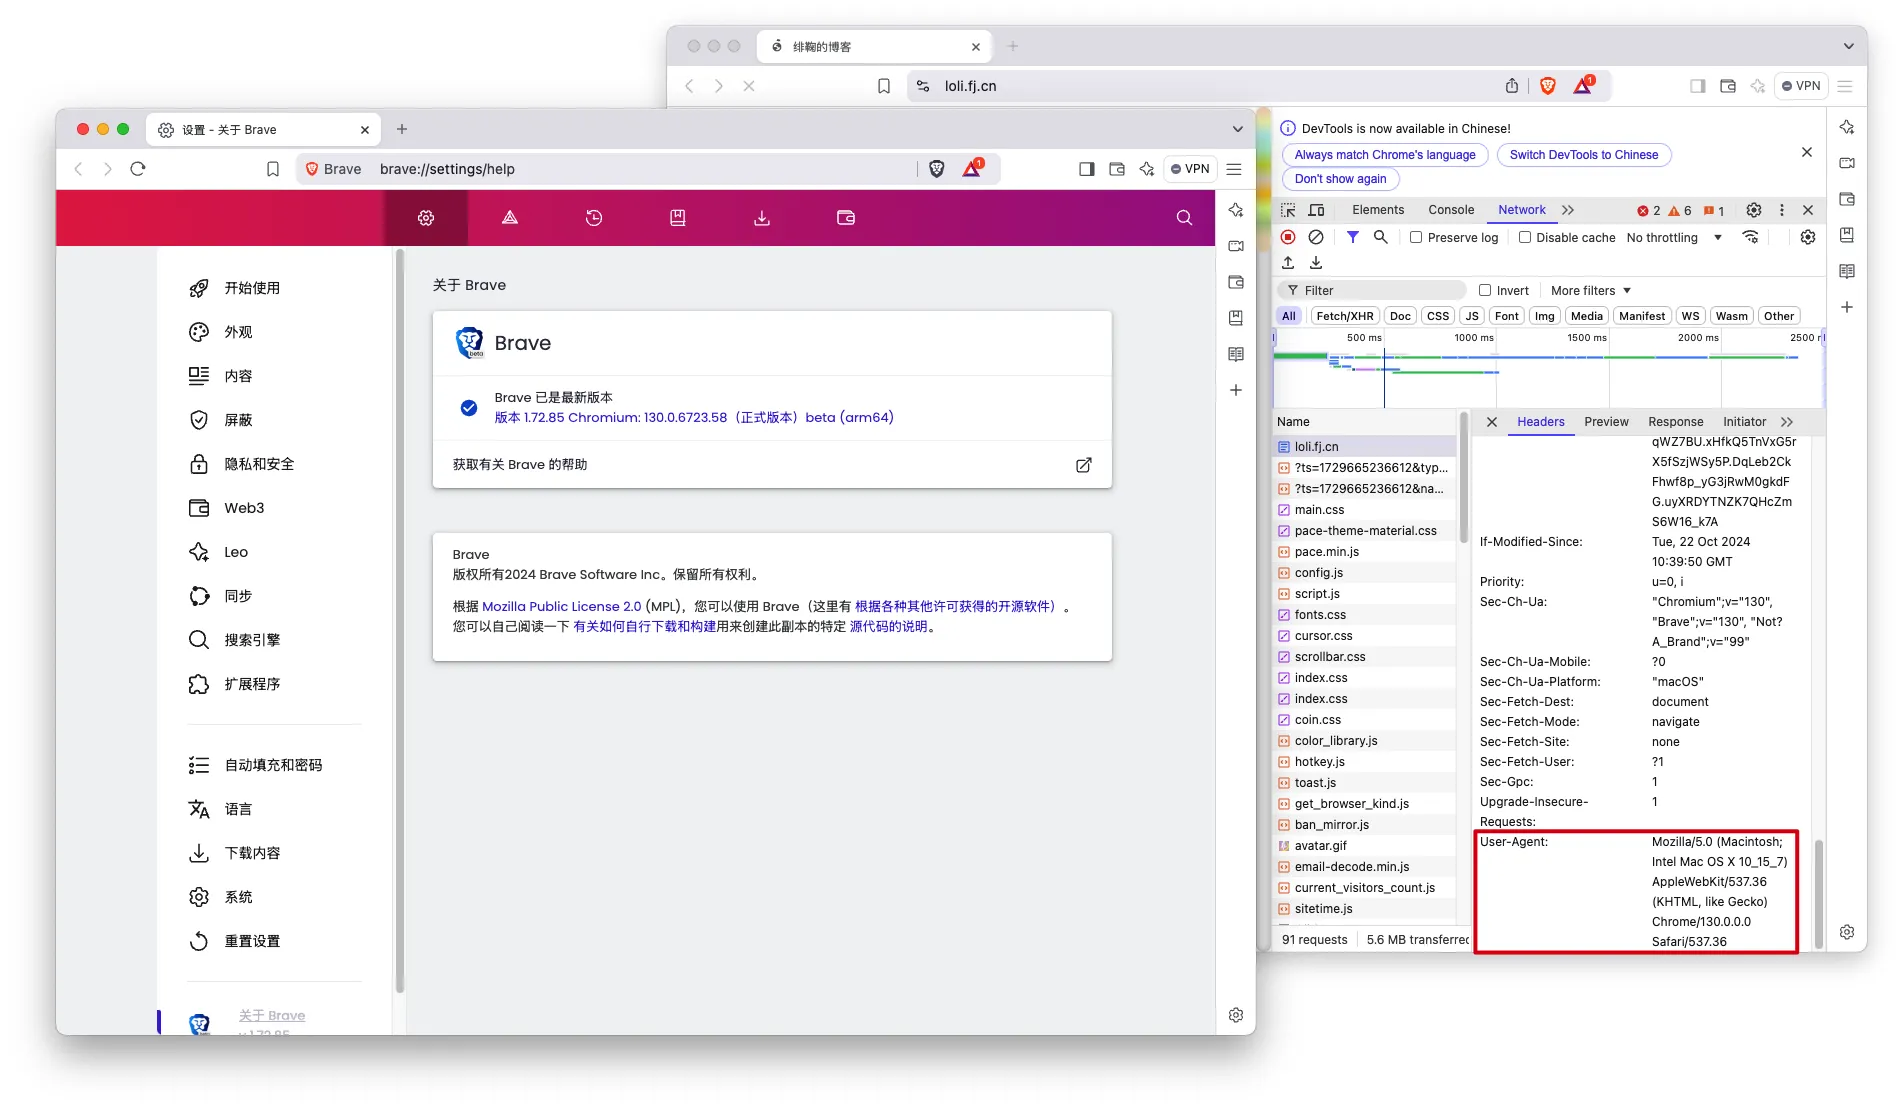 绯鞠的博客
loli.fj.cn
1
VPN
设置 - 关于 Brave
Brave
brave://settings/help
1
VPN
开始使用
外观
内容
屏蔽
隐私和安全
Web3
Leo
同步
搜索引擎
扩展程序
自动填充和密码
语言
下载内容
系统
重置设置
关于 Brave
v 1.72.85
关于 Brave
beta
Brave
Brave 已是最新版本
版本 1.72.85 Chromium: 130.0.6723.58（正式版本）beta (arm64)
获取有关 Brave 的帮助
Brave
版权所有2024 Brave Software Inc。保留所有权利。
根据 Mozilla Public License 2.0 (MPL)，您可以使用 Brave（这里有 根据各种其他许可获得的开源软件）。
您可以自己阅读一下 有关如何自行下载和构建用来创建此副本的特定 源代码的说明。
DevTools is now available in Chinese!
Always match Chrome's language
Switch DevTools to Chinese
Don't show again
Elements Console Network 2 6 1
Preserve log Disable cache No throttling
Filter Invert More filters
All Fetch/XHR Doc CSS JS Font Img Media Manifest WS Wasm Other
500 ms 1000 ms 1500 ms 2000 ms 2500
Name
loli.fj.cn
?ts=1729665236612&typ...
?ts=1729665236612&na...
main.css
pace-theme-material.css
pace.min.js
config.js
script.js
fonts.css
cursor.css
scrollbar.css
index.css
index.css
coin.css
color_library.js
hotkey.js
toast.js
get_browser_kind.js
ban_mirror.js
avatar.gif
email-decode.min.js
current_visitors_count.js
sitetime.js
91 requests 5.6 MB transferred
Headers Preview Response Initiator
qWZ7BU.xHfkQ5TnVxG5r
X5fSzjWSy5P.DqLeb2Ck
Fhwf8p_yG3jRwM0gkdF
G.uyXRDYTNZK7QHcZm
S6W16_k7A
If-Modified-Since: Tue, 22 Oct 2024
10:39:50 GMT
Priority: u=0, i
Sec-Ch-Ua: "Chromium";v="130",
"Brave";v="130", "Not?
A_Brand";v="99"
Sec-Ch-Ua-Mobile: ?0
Sec-Ch-Ua-Platform: "macOS"
Sec-Fetch-Dest: document
Sec-Fetch-Mode: navigate
Sec-Fetch-Site: none
Sec-Fetch-User: ?1
Sec-Gpc: 1
Upgrade-Insecure- 1
Requests:
User-Agent: Mozilla/5.0 (Macintosh;
Intel Mac OS X 10_15_7)
AppleWebKit/537.36
(KHTML, like Gecko)
Chrome/130.0.0.0
Safari/537.36